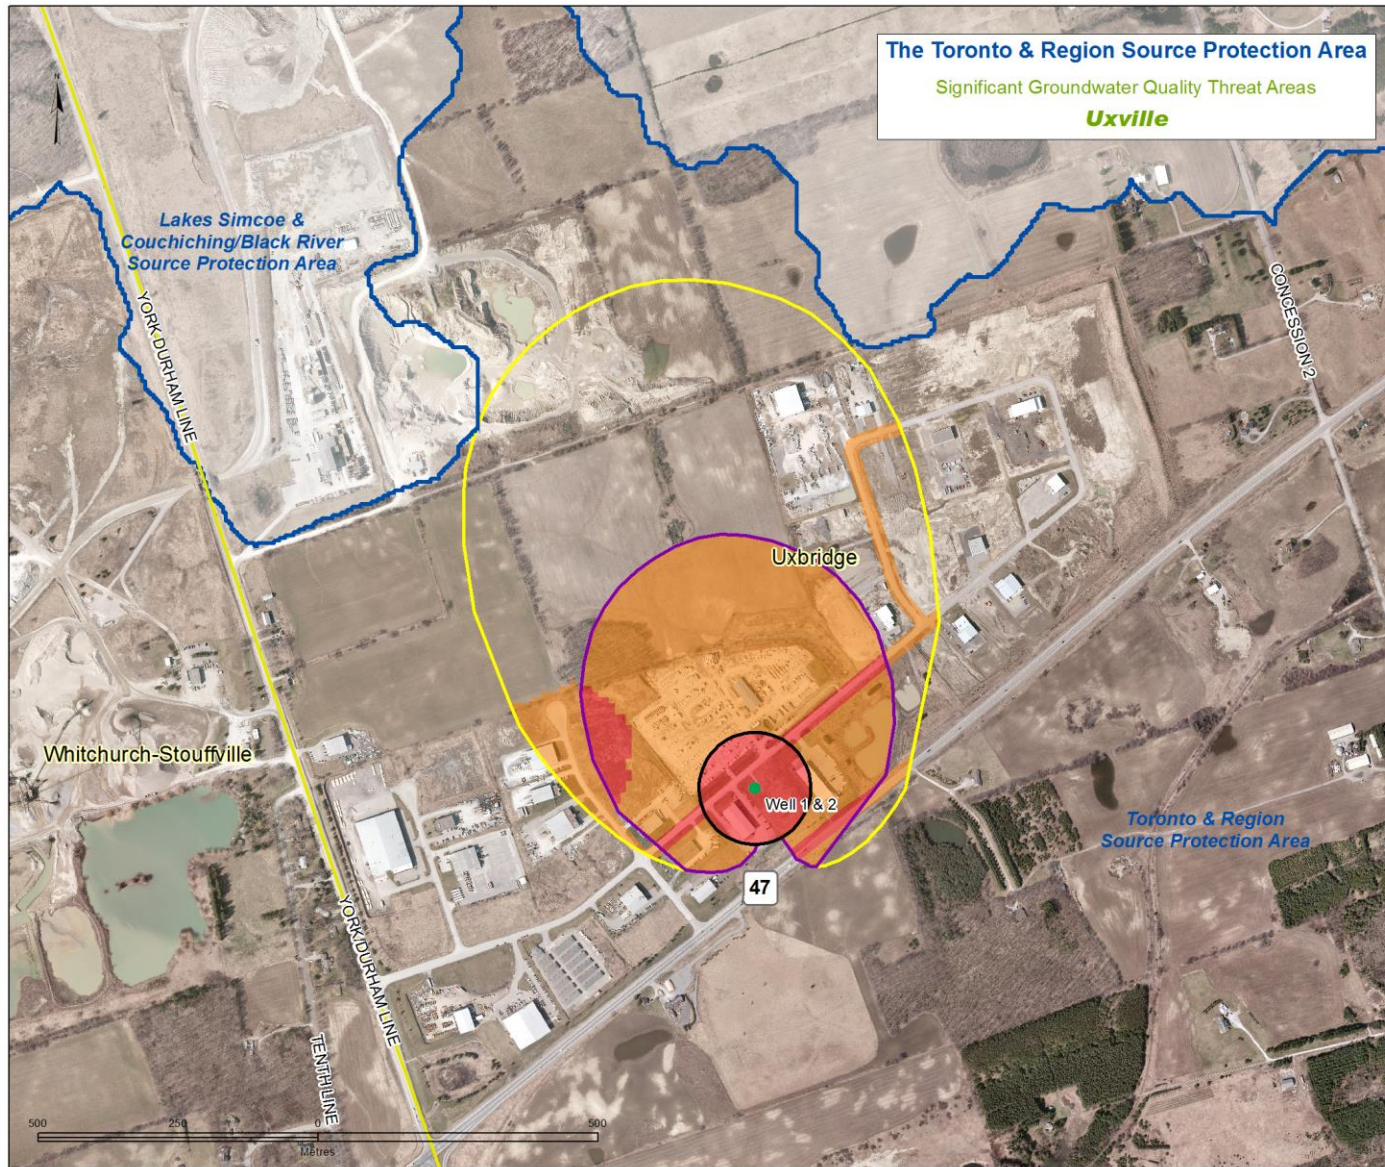 The Toronto & Region Source Protection Area
Significant Groundwater Quality Threat Areas
Uxville
N
Lakes Simcoe &
Couchiching/Black River
Source Protection Area
YORK/DURHAM LINE
CONCESSION 2
Uxbridge
Whitchurch-Stouffville
Well 1 & 2
Toronto & Region
Source Protection Area
47
YORK/DURHAM LINE
TENTH LINE
500 250 0 500
Metres